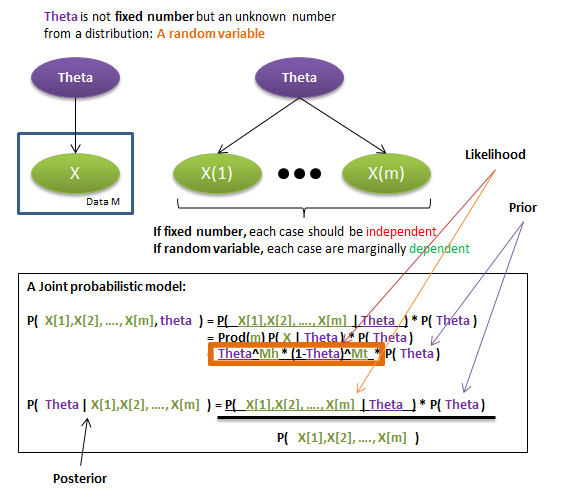 Theta is not fixed number but an unknown number
from a distribution: A random variable
Theta
Theta
X
Data M
X(1)
X(m)
Likelihood
Prior
If fixed number, each case should be independent
If random variable, each case are marginally dependent
A Joint probabilistic model:
P( X[1],X[2], ...., X[m], theta ) = P( X[1],X[2], ...., X[m] | Theta ) * P( Theta )
= Prod(m) P( X | Theta ) * P( Theta )
= Theta^Mh * (1-Theta)^Mt * P( Theta )
P( Theta | X[1],X[2], ...., X[m] ) = P( X[1],X[2], ...., X[m] | Theta ) * P( Theta )
P( X[1],X[2], ...., X[m] )
Posterior